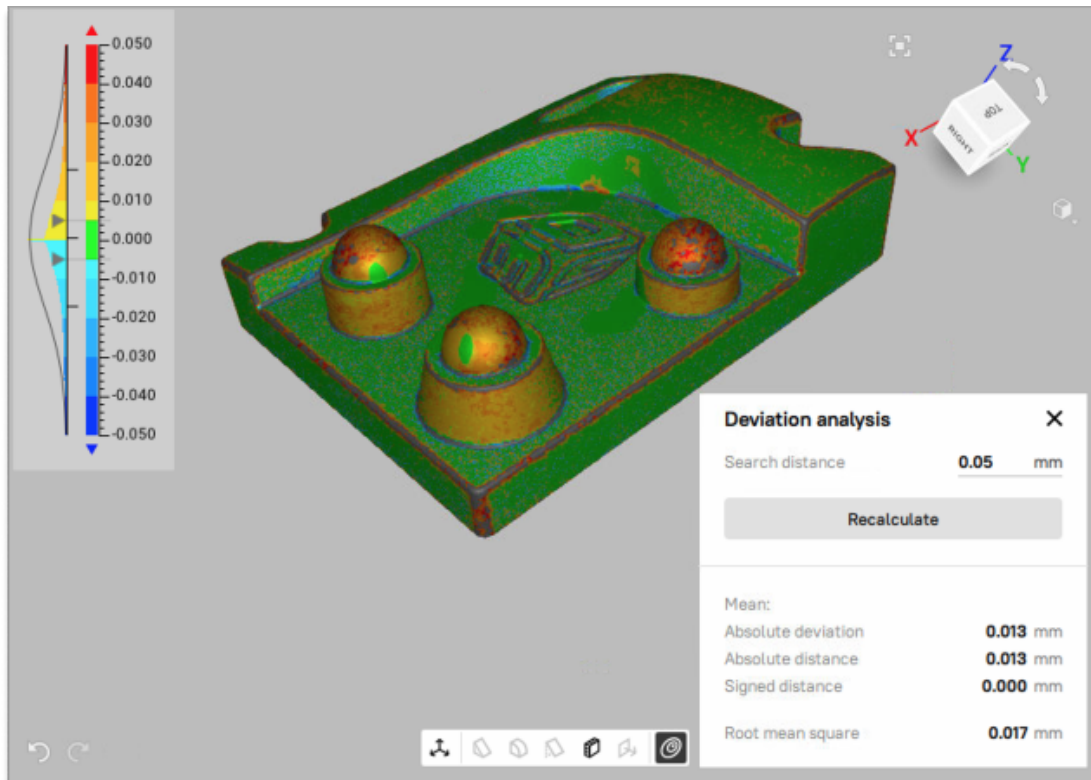 0.050
0.040
0.030
0.020
0.010
0.000
-0.010
-0.020
-0.030
-0.040
-0.050
Z
TOP
RIGHT
X
Y
Deviation analysis
Search distance 0.05 mm
Recalculate
Mean:
Absolute deviation 0.013 mm
Absolute distance 0.013 mm
Signed distance 0.000 mm
Root mean square 0.017 mm